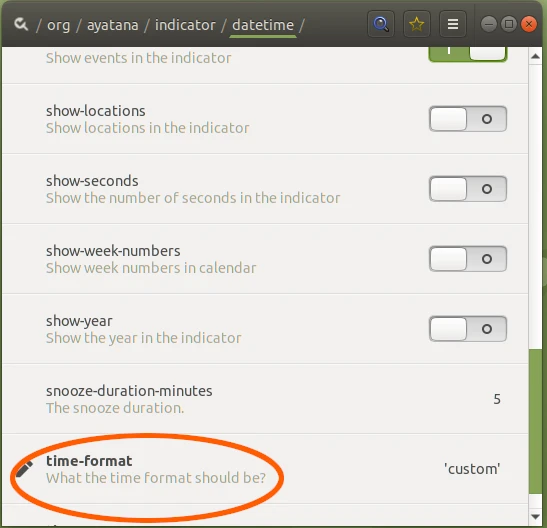 / org / ayatana / indicator / datetime /
Show events in the indicator
show-locations
Show locations in the indicator
show-seconds
Show the number of seconds in the indicator
show-week-numbers
Show week numbers in calendar
show-year
Show the year in the indicator
snooze-duration-minutes
The snooze duration.
5
time-format
What the time format should be?
'custom'